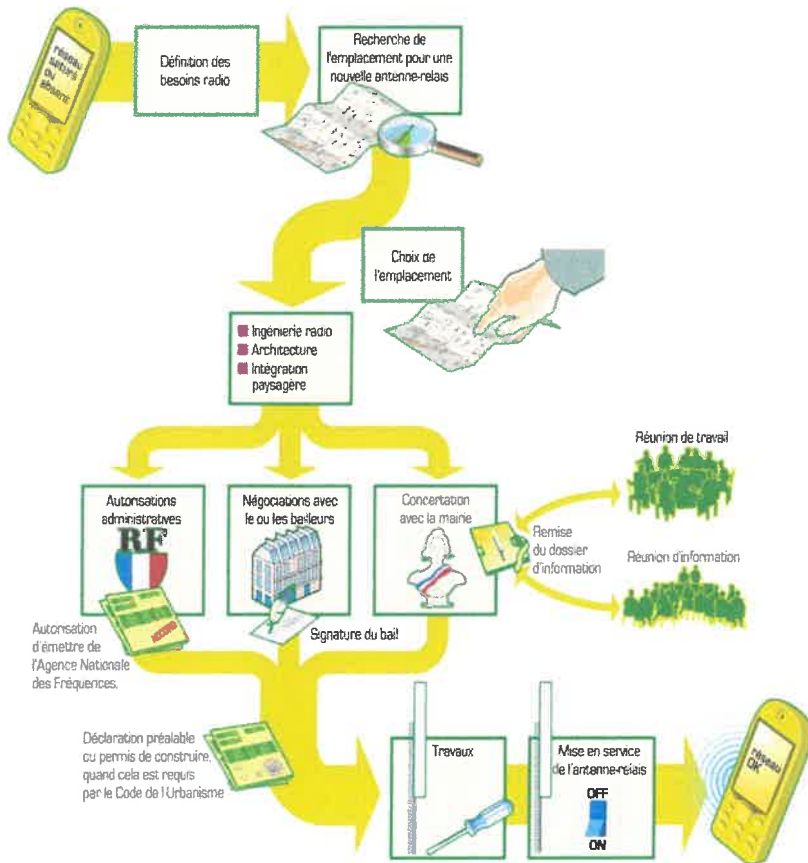 réseau
saturé
ou
absent
Définition des
besoins radio
Recherche de
l'emplacement pour une
nouvelle antenne-relais
Choix de
l'emplacement
Ingénierie radio
Architecture
Intégration
paysagère
Autorisations
administratives
RF
ACCORD
Autorisation
d'émettre de
l'Agence Nationale
des Fréquences.
Négociations avec
le ou les bailleurs
Signature du bail
Concertation
avec la mairie
Remise
du dossier
d'information
Réunion de travail
Réunion d'information
Déclaration préalable
ou permis de construire,
quand cela est requis
par le Code de l'Urbanisme
Travaux
Mise en service
de l'antenne-relais
OFF
ON
réseau
OK